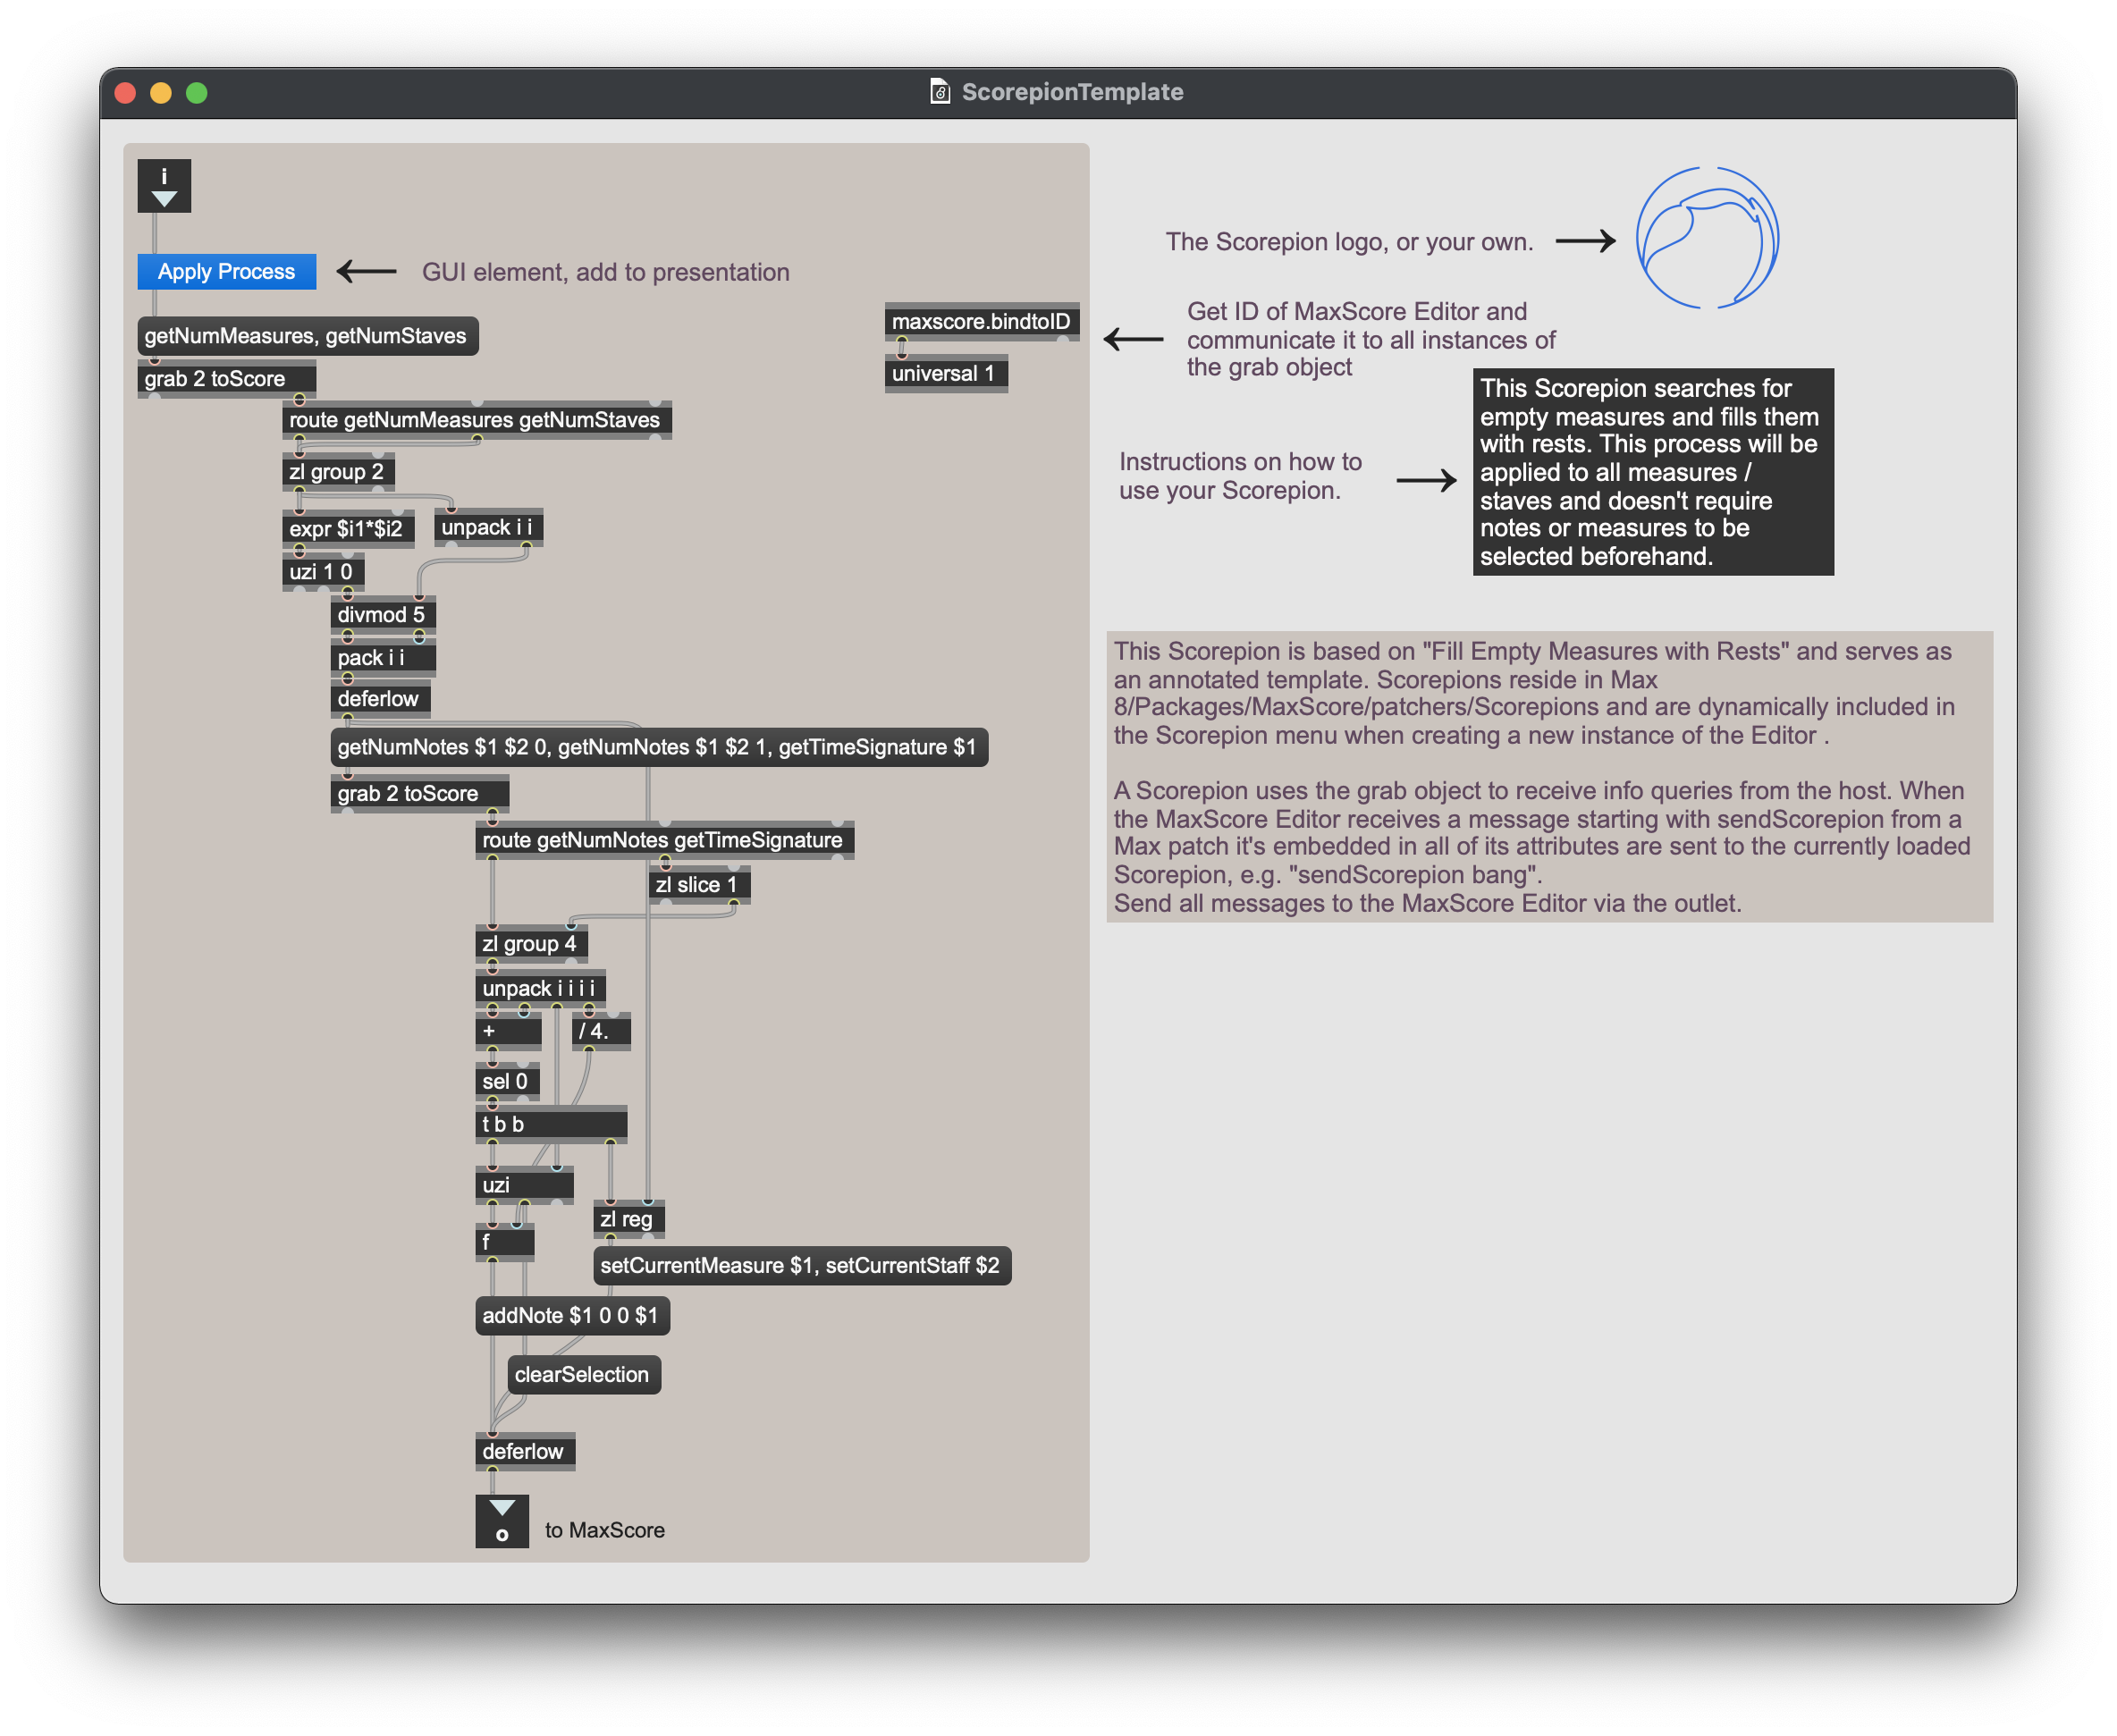 ScorepionTemplate
i
Apply Process
GUI element, add to presentation
getNumMeasures, getNumStaves
grab 2 toScore
route getNumMeasures getNumStaves
zl group 2
expr $i1*$i2
unpack i i
uzi 1 0
divmod 5
pack i i
deferlow
getNumNotes $1 $2 0, getNumNotes $1 $2 1, getTimeSignature $1
grab 2 toScore
route getNumNotes getTimeSignature
zl slice 1
zl group 4
unpack i i i i
+
/ 4.
sel 0
t b b
uzi
zl reg
f
setCurrentMeasure $1, setCurrentStaff $2
addNote $1 0 0 $1
clearSelection
deferlow
o
to MaxScore
maxscore.bindtoID
universal 1
The Scorepion logo, or your own.
Get ID of MaxScore Editor and
communicate it to all instances of
the grab object
Instructions on how to
use your Scorepion.
This Scorepion searches for
empty measures and fills them
with rests. This process will be
applied to all measures /
staves and doesn't require
notes or measures to be
selected beforehand.
This Scorepion is based on "Fill Empty Measures with Rests" and serves as
an annotated template. Scorepions reside in Max
8/Packages/MaxScore/patchers/Scorepions and are dynamically included in
the Scorepion menu when creating a new instance of the Editor .
A Scorepion uses the grab object to receive info queries from the host. When
the MaxScore Editor receives a message starting with sendScorepion from a
Max patch it's embedded in all of its attributes are sent to the currently loaded
Scorepion, e.g. "sendScorepion bang".
Send all messages to the MaxScore Editor via the outlet.